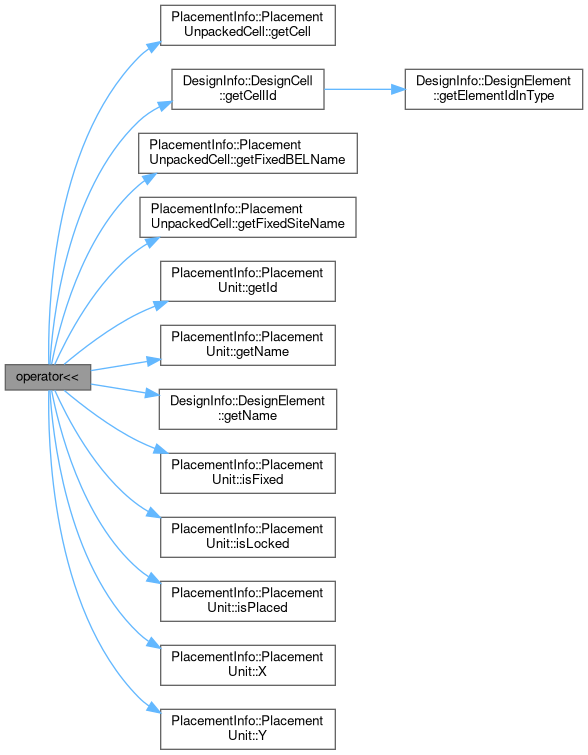 PlacementInfo::Placement
UnpackedCell::getCell
DesignInfo::DesignCell
::getCellId
DesignInfo::DesignElement
::getElementIdInType
PlacementInfo::Placement
UnpackedCell::getFixedBELName
PlacementInfo::Placement
UnpackedCell::getFixedSiteName
PlacementInfo::Placement
Unit::getId
PlacementInfo::Placement
Unit::getName
operator<<
DesignInfo::DesignElement
::getName
PlacementInfo::Placement
Unit::isFixed
PlacementInfo::Placement
Unit::isLocked
PlacementInfo::Placement
Unit::isPlaced
PlacementInfo::Placement
Unit::X
PlacementInfo::Placement
Unit::Y